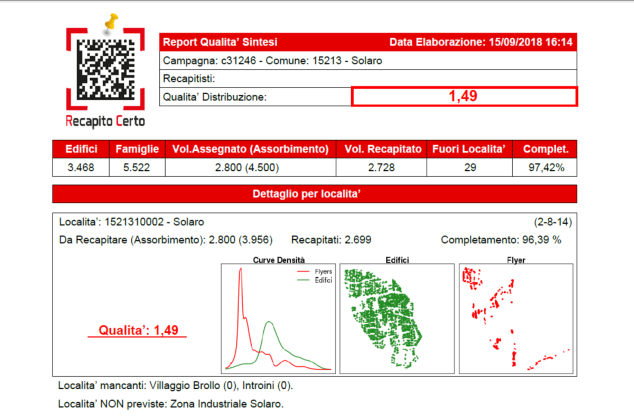 Report Qualita' Sintesi Data Elaborazione: 15/09/2018 16:14
Campagna: c31246 - Comune: 15213 - Solaro
Recapitisti:
Qualita' Distribuzione: 1,49
Recapito Certo
Edifici Famiglie Vol.Assegnato (Assorbimento) Vol. Recapitato Fuori Localita' Complet.
3.468 5.522 2.800 (4.500) 2.728 29 97,42%
Dettaglio per localita'
Localita': 1521310002 - Solaro (2-8-14)
Da Recapitare (Assorbimento): 2.800 (3.956) Recapitati: 2.699 Completamento: 96,39 %
Curve Densità Edifici Flyer
Flyers
Edifici
Qualita': 1,49
Localita' mancanti: Villaggio Brollo (0), Introini (0).
Localita' NON previste: Zona Industriale Solaro.